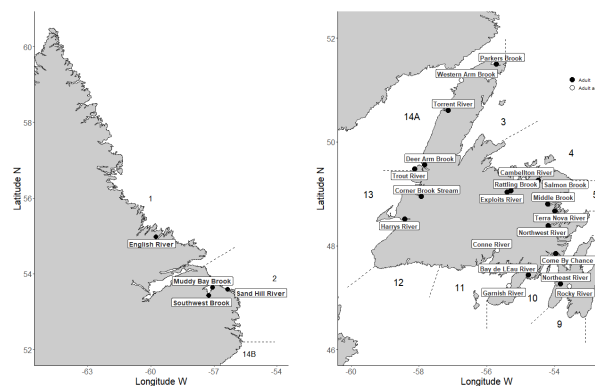 60
58
56
54
52
Latitude N
-63
-60
-57
-54
Longitude W
1
English River
2
Muddy Bay Brook
Sand Hill River
Southwest Brook
14B
52
50
48
46
Latitude N
-60
-58
-56
-54
Longitude W
Parkers Brook
Western Arm Brook
Adult
Adult a
Torrent River
14A
3
4
Deer Arm Brook
Trout River
Cambellton River
Rattling Brook
Salmon Brook
5
13
Corner Brook Stream
Exploits River
Middle Brook
Terra Nova River
Harrys River
Northwest River
Conne River
Come By Chance
12
Bay de LEau River
Northeast River
11
Garnish River
10
Rocky River
9